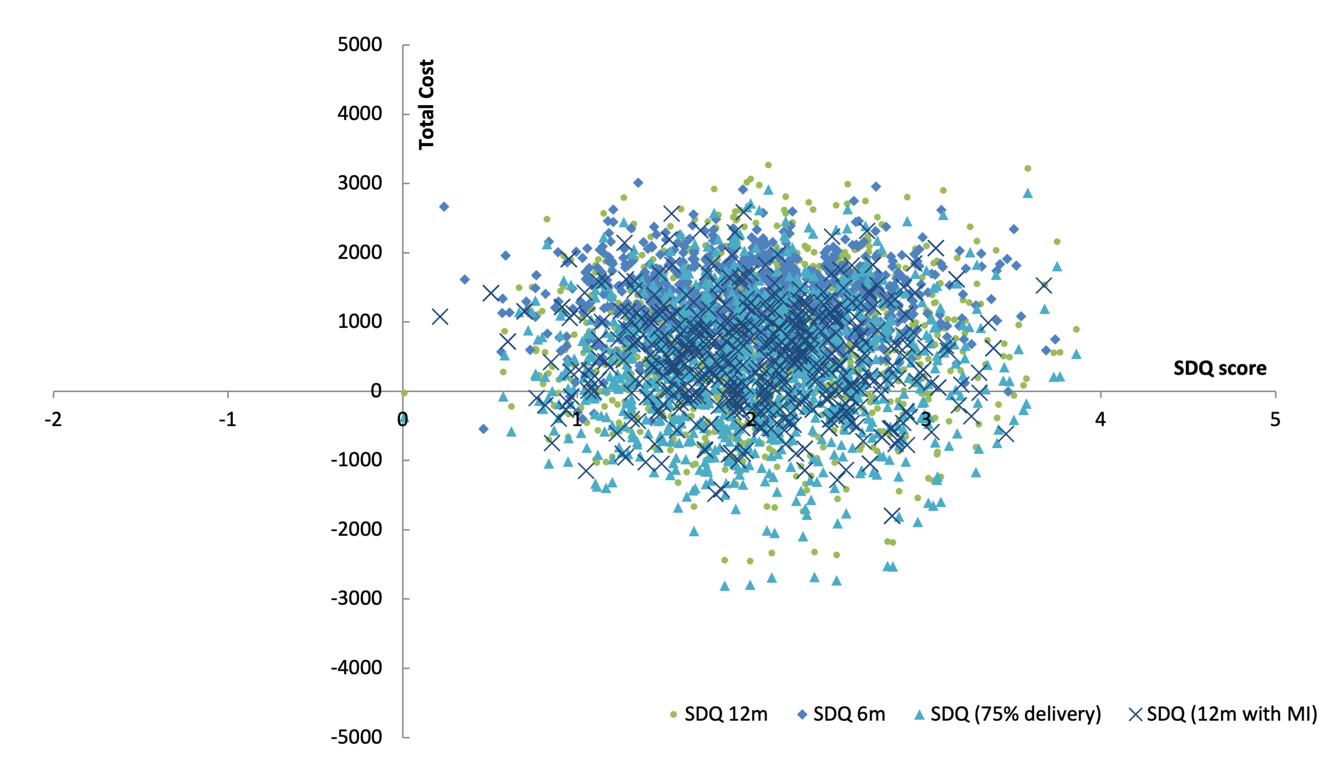 5000
Total Cost
4000
3000
2000
1000
SDQ score
0
-2 -1 0 1 2 3 4 5
-1000
-2000
-3000
-4000
SDQ 12m SDQ 6m SDQ (75% delivery) SDQ (12m with MI)
-5000